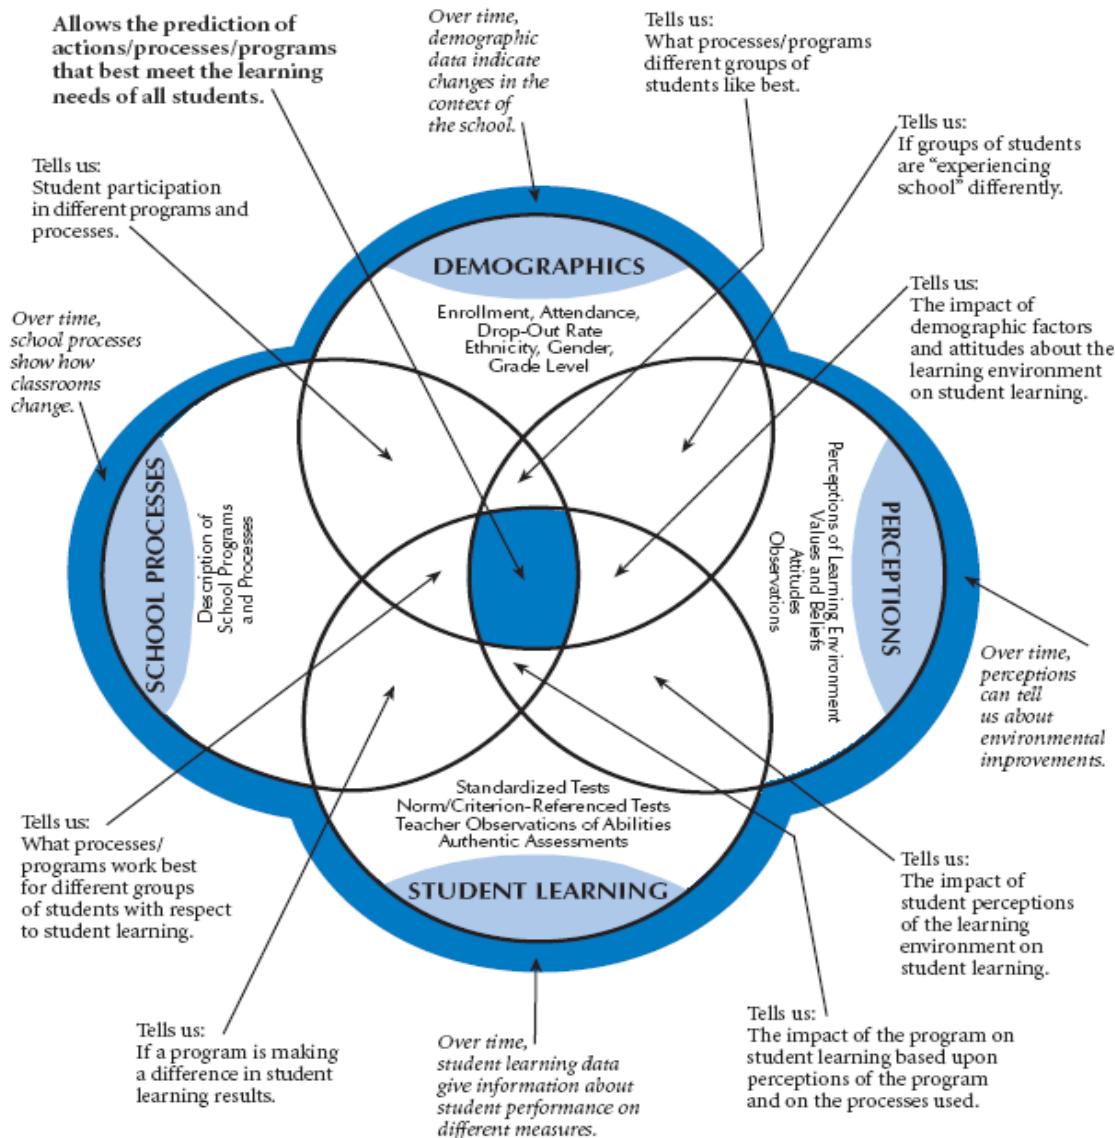 Allows the prediction of
actions/processes/programs
that best meet the learning
needs of all students.
Over time,
demographic
data indicate
changes in the
context of
the school.
Tells us:
What processes/programs
different groups of
students like best.
Tells us:
If groups of students
are “experiencing
school” differently.
Tells us:
Student participation
in different programs and
processes.
Tells us:
The impact of
demographic factors
and attitudes about the
learning environment
on student learning.
Over time,
school processes
show how
classrooms
change.
DEMOGRAPHICS
Enrollment, Attendance,
Drop-Out Rate
Ethnicity, Gender,
Grade Level
SCHOOL PROCESSES
Description of
School Programs
and Processes
PERCEPTIONS
Perceptions of Learning Environment
Values and Beliefs
Attitudes
Observations
Over time,
perceptions
can tell
us about
environmental
improvements.
Standardized Tests
Norm/Criterion-Referenced Tests
Teacher Observations of Abilities
Authentic Assessments
STUDENT LEARNING
Tells us:
What processes/
programs work best
for different groups
of students with respect
to student learning.
Tells us:
The impact of
student perceptions
of the learning
environment on
student learning.
Tells us:
If a program is making
a difference in student
learning results.
Over time,
student learning data
give information about
student performance on
different measures.
Tells us:
The impact of the program on
student learning based upon
perceptions of the program
and on the processes used.